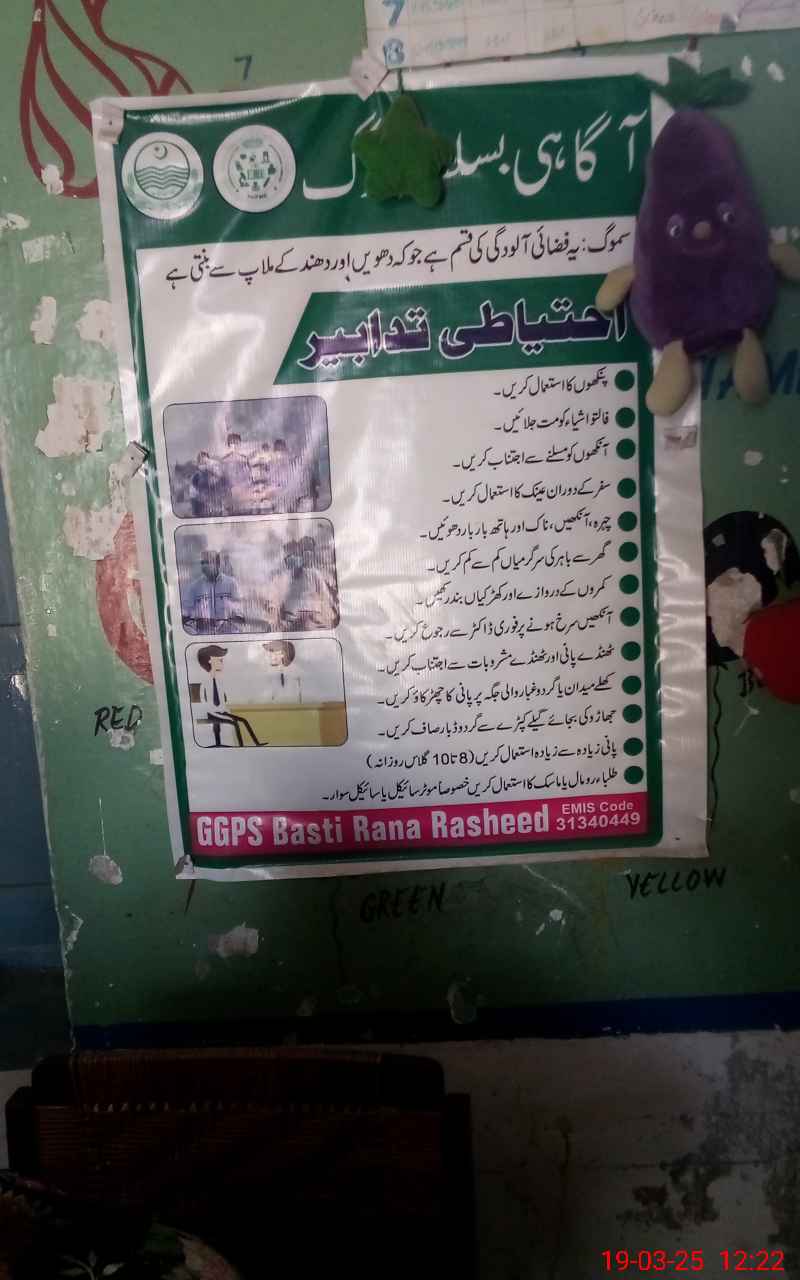 7
8
7
آگاہی بسل
سموگ: یہ فضائی آلودگی کی قسم ہے جو کہ دھویں اور دھند کے ملاپ سے بنتی ہے
احتیاطی تدابیر
پنکھوں کا استعمال کریں۔
فالتو اشیاء کو مت جلائیں۔
آنکھوں کو مسلنے سے اجتناب کریں۔
سفر کے دوران عینک کا استعمال کریں۔
چہرہ، آنکھیں، ناک اور ہاتھ بار بار دھوئیں۔
گھر سے باہر کی سرگرمیاں کم سے کم کریں۔
کمروں کے دروازے اور کھڑکیاں بند رکھیں۔
آنکھیں سرخ ہونے پر فوری ڈاکٹر سے رجوع کریں۔
ٹھنڈے پانی اور ٹھنڈے مشروبات سے اجتناب کریں۔
کھلے میدان یا گردوغبار والی جگہ پر پانی کا چھڑکاؤ کریں۔
جھاڑو کی بجائے گیلے کپڑے سے گرد و غبار صاف کریں۔
پانی زیادہ سے زیادہ استعمال کریں (8 تا 10 گلاس روزانہ)
طلباء رومال یا ماسک کا استعمال کریں خصوصاً موٹر سائیکل یا سائیکل سوار۔
GGPS Basti Rana Rasheed
EMIS Code
31340449
RED
GREEN
YELLOW
19-03-25 12:22